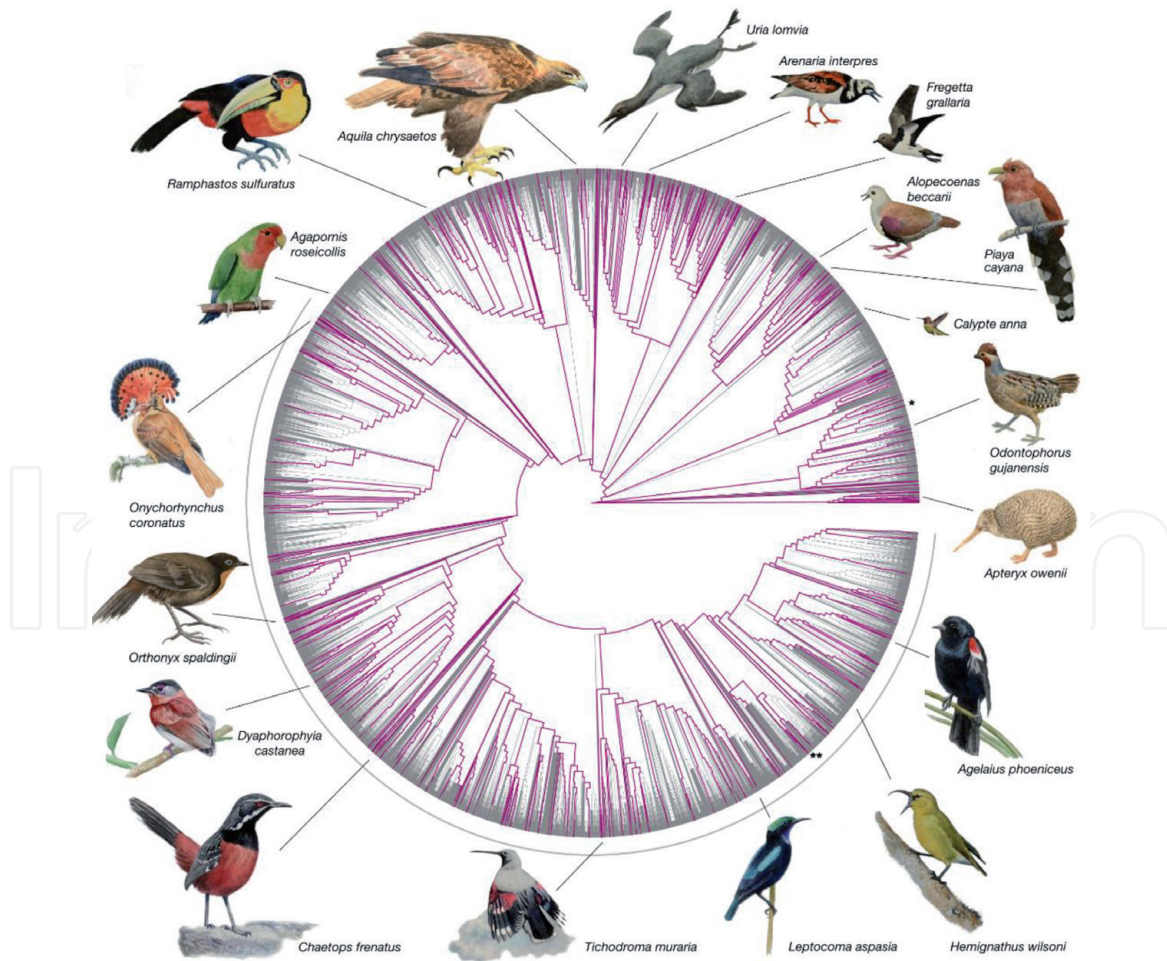 Uria lomvia
Arenaria interpres
Fregetta
grallaria
Aquila chrysaetos
Ramphastos sulfuratus
Alopecoenas
beccarii
Agapornis
roseicollis
Piaya
cayana
Calypte anna
*
Odontophorus
gujanensis
Onychorhynchus
coronatus
Apteryx owenii
Orthonyx spaldingii
Dyaphorophyia
castanea
**
Agelaius phoeniceus
Chaetops frenatus
Tichodroma muraria
Leptocoma aspasia
Hemignathus wilsoni